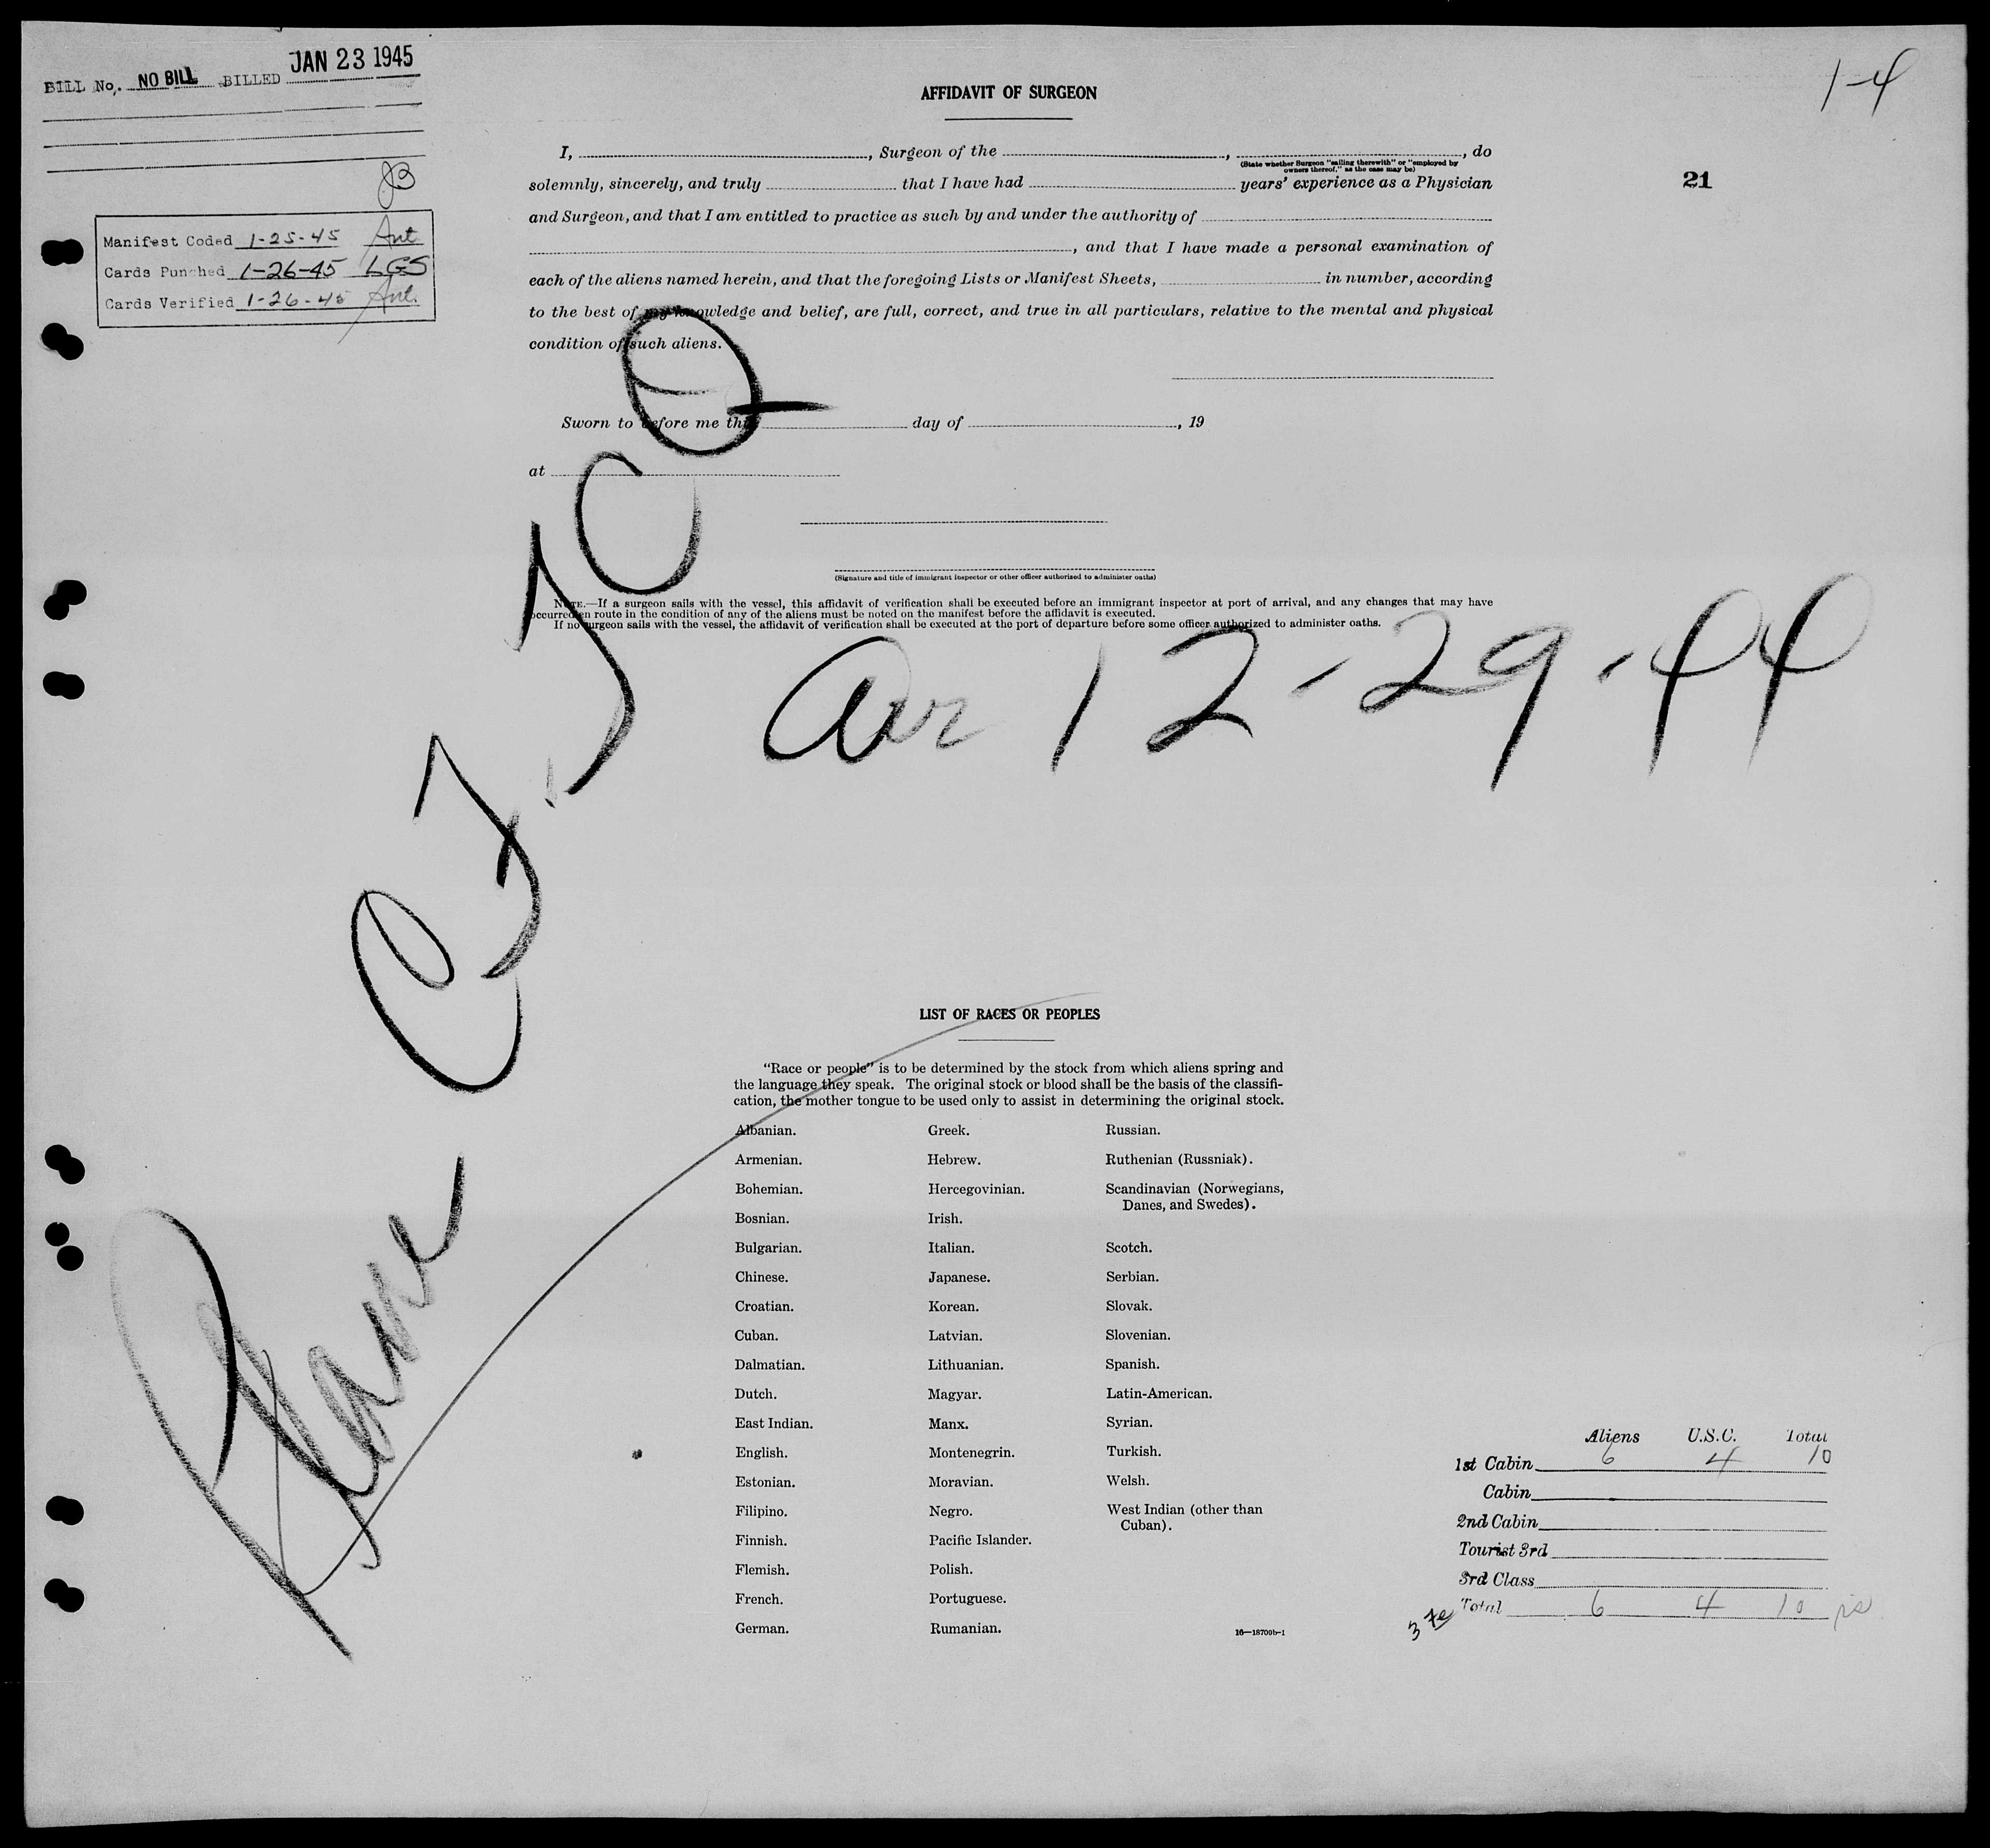 BILL No. NO BILL BILLED JAN 23 1945
1-4
JB
Manifest Coded 1-25-45 Ant
Cards Punched 1-26-45 LGS
Cards Verified 1-26-45 Ant.
AFFIDAVIT OF SURGEON
21
I, , Surgeon of the , , do
(State whether Surgeon "sailing therewith" or "employed by
owners thereof," as the case may be)
solemnly, sincerely, and truly that I have had years' experience as a Physician
and Surgeon, and that I am entitled to practice as such by and under the authority of
, and that I have made a personal examination of
each of the aliens named herein, and that the foregoing Lists or Manifest Sheets, in number, according
to the best of my knowledge and belief, are full, correct, and true in all particulars, relative to the mental and physical
condition of such aliens.
Sworn to before me this day of , 19
at
(Signature and title of immigrant inspector or other officer authorized to administer oaths)
NOTE.—If a surgeon sails with the vessel, this affidavit of verification shall be executed before an immigrant inspector at port of arrival, and any changes that may have
occurred en route in the condition of any of the aliens must be noted on the manifest before the affidavit is executed.
If no surgeon sails with the vessel, the affidavit of verification shall be executed at the port of departure before some officer authorized to administer oaths.
Plane
arr 12-29-44
LIST OF RACES OR PEOPLES
"Race or people" is to be determined by the stock from which aliens spring and
the language they speak. The original stock or blood shall be the basis of the classifi-
cation, the mother tongue to be used only to assist in determining the original stock.
Albanian.
Armenian.
Bohemian.
Bosnian.
Bulgarian.
Chinese.
Croatian.
Cuban.
Dalmatian.
Dutch.
East Indian.
English.
Estonian.
Filipino.
Finnish.
Flemish.
French.
German.
Greek.
Hebrew.
Hercegovinian.
Irish.
Italian.
Japanese.
Korean.
Latvian.
Lithuanian.
Magyar.
Manx.
Montenegrin.
Moravian.
Negro.
Pacific Islander.
Polish.
Portuguese.
Rumanian.
Russian.
Ruthenian (Russniak).
Scandinavian (Norwegians,
Danes, and Swedes).
Scotch.
Serbian.
Slovak.
Slovenian.
Spanish.
Latin-American.
Syrian.
Turkish.
Welsh.
West Indian (other than
Cuban).
16—18709b-1
Aliens U.S.C. Total
1st Cabin 6 4 10
Cabin
2nd Cabin
Tourist 3rd
3rd Class
Total 6 4 10